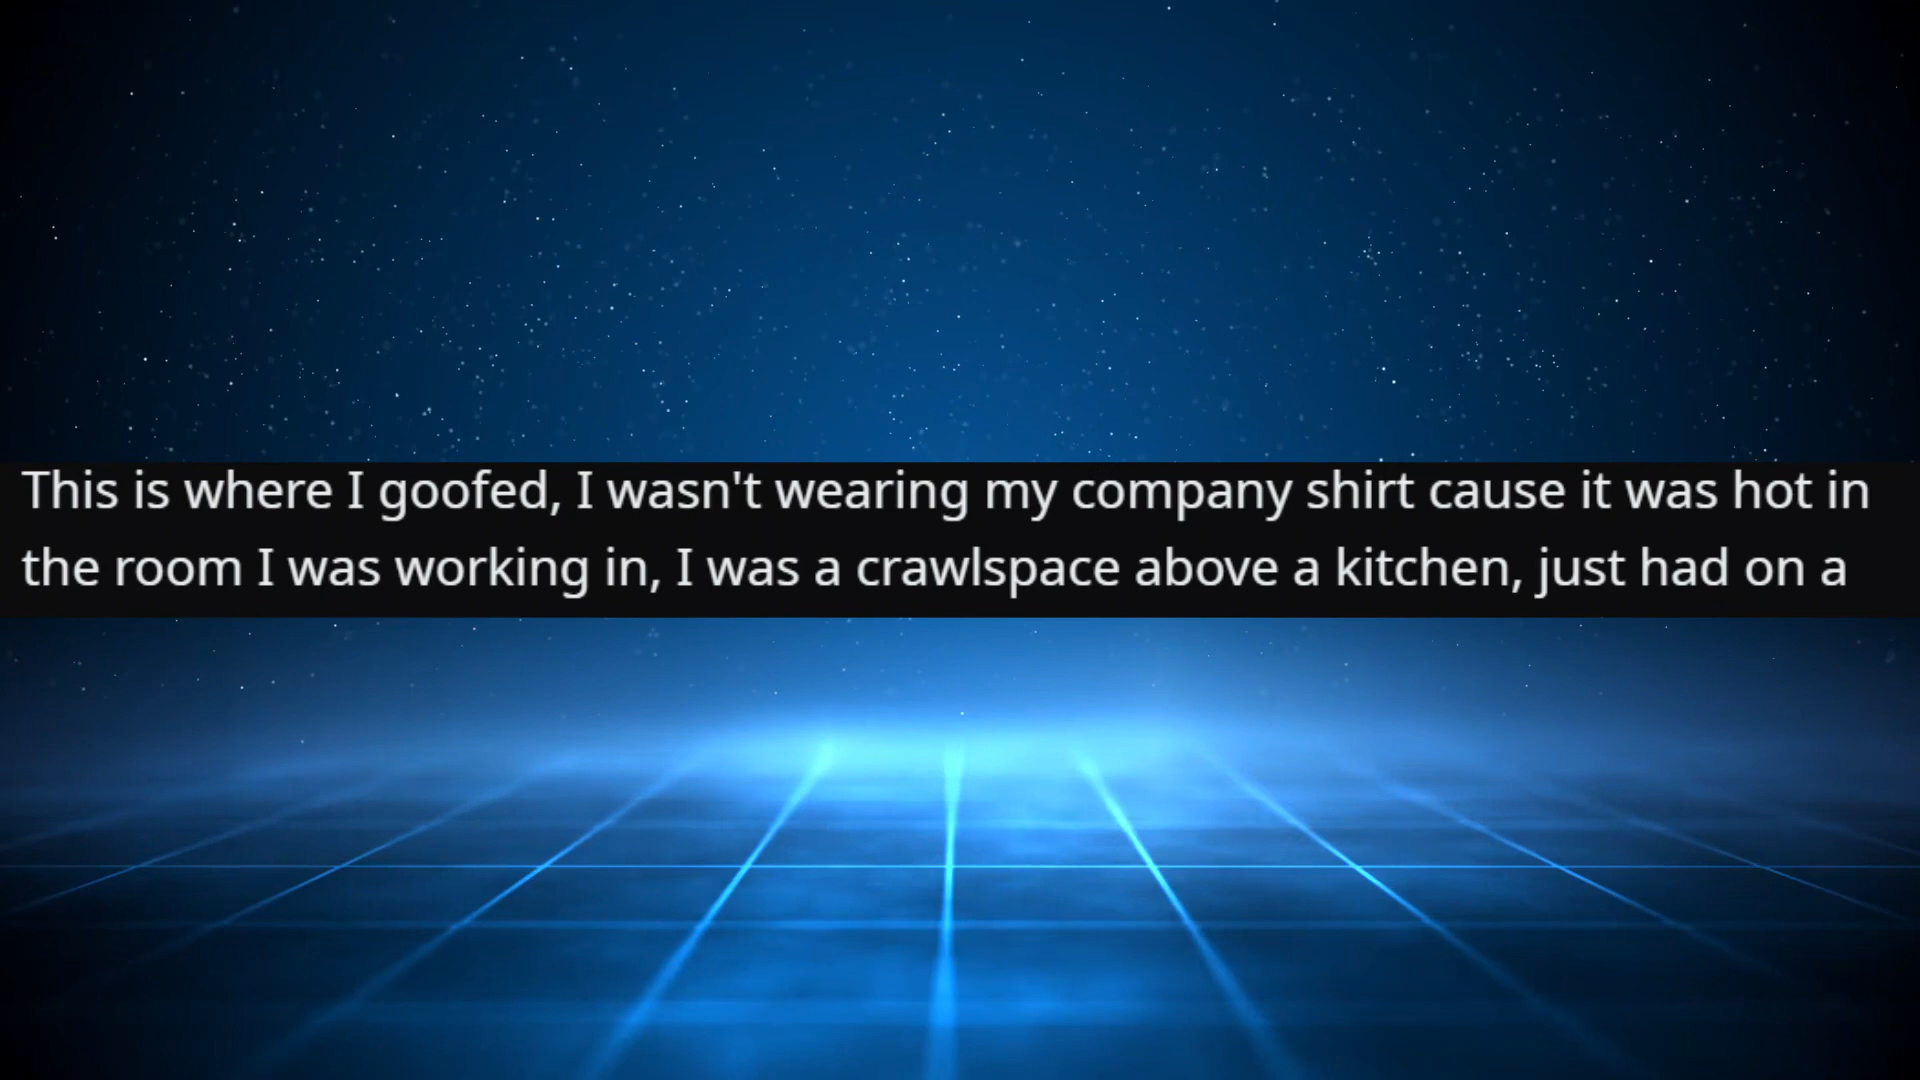 This is where I goofed, I wasn't wearing my company shirt cause it was hot in
the room I was working in, I was a crawlspace above a kitchen, just had on a